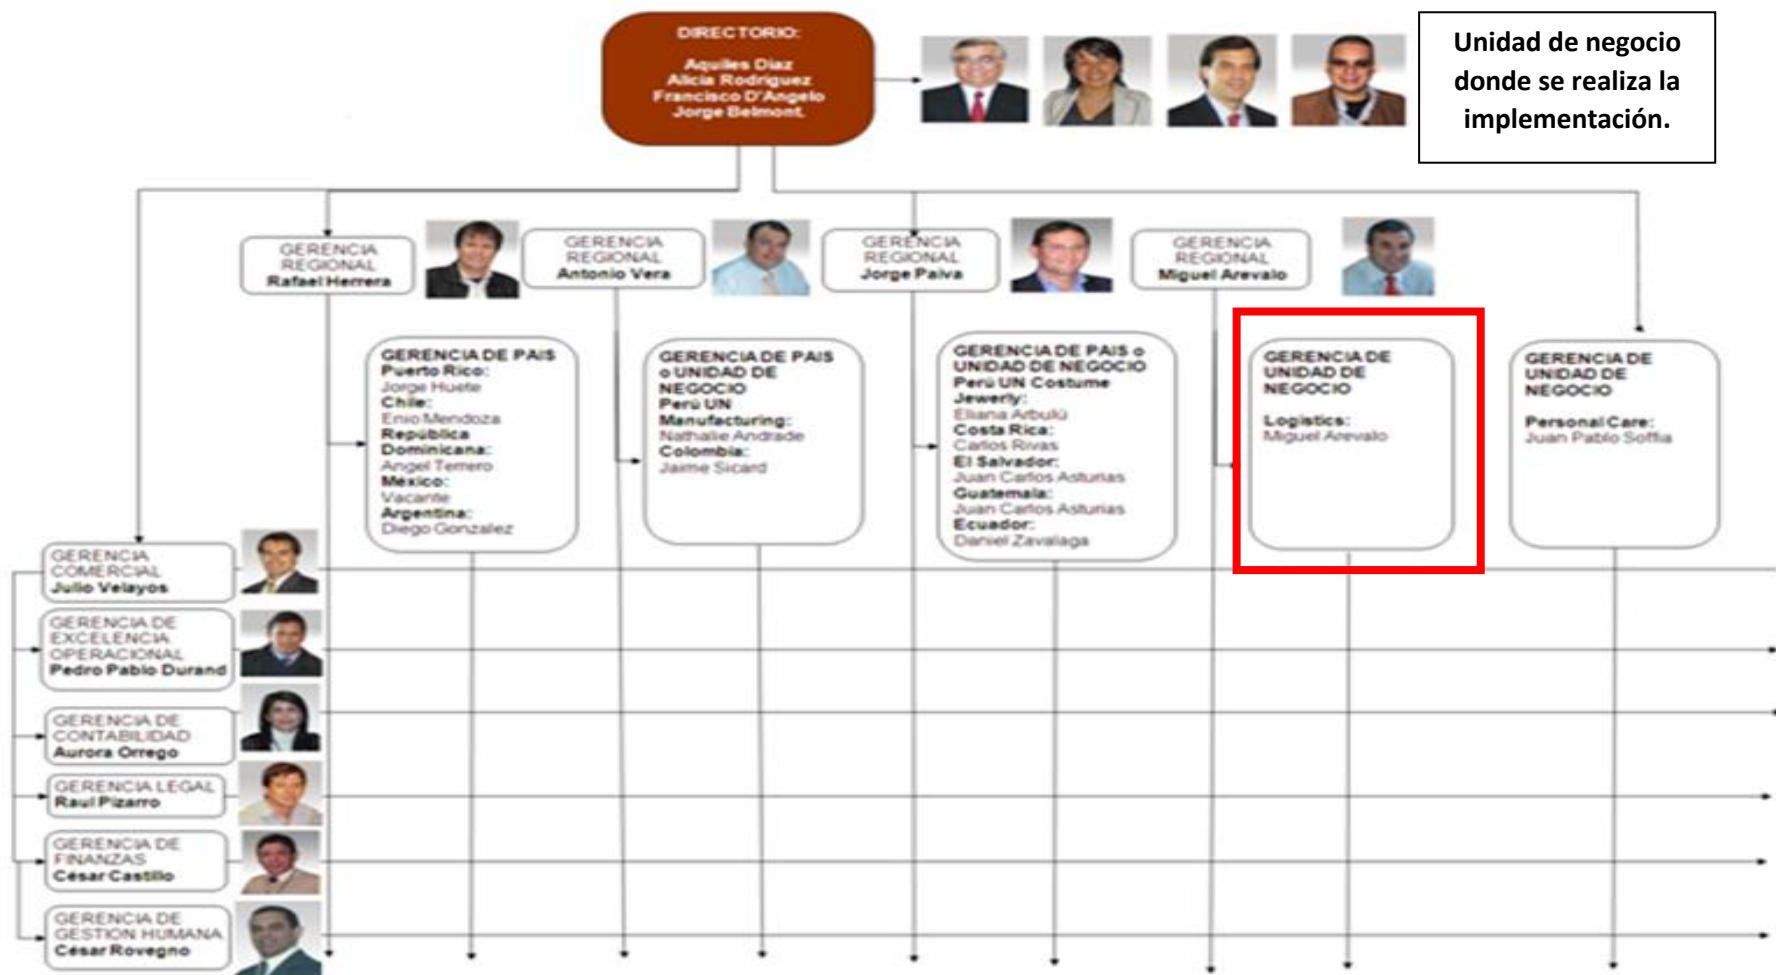 DIRECTORIO:
Aquiles Diaz
Alicia Rodriguez
Francisco D'Angelo
Jorge Belmont.
Unidad de negocio
donde se realiza la
implementación.
GERENCIA
REGIONAL
Rafael Herrera
GERENCIA
REGIONAL
Antonio Vera
GERENCIA
REGIONAL
Jorge Paiva
GERENCIA
REGIONAL
Miguel Arevalo
GERENCIA DE PAIS
Puerto Rico:
Jorge Huete
Chile:
Enio Mendoza
República
Dominicana:
Angel Terrero
México:
Vacante
Argentina:
Diego Gonzalez
GERENCIA DE PAIS
o UNIDAD DE
NEGOCIO
Perú UN
Manufacturing:
Nathalie Andrade
Colombia:
Jaime Sicard
GERENCIA DE PAIS o
UNIDAD DE NEGOCIO
Perú UN Costume
Jewerly:
Eliana Arbulú
Costa Rica:
Carlos Rivas
El Salvador:
Juan Carlos Asturias
Guatemala:
Juan Carlos Asturias
Ecuador:
Daniel Zavalaga
GERENCIA DE
UNIDAD DE
NEGOCIO
Logistics:
Miguel Arevalo
GERENCIA DE
UNIDAD DE
NEGOCIO
Personal Care:
Juan Pablo Soffia
GERENCIA
COMERCIAL
Julio Velayos
GERENCIA DE
EXCELENCIA
OPERACIONAL
Pedro Pablo Durand
GERENCIA DE
CONTABILIDAD
Aurora Orrego
GERENCIA LEGAL
Raul Pizarro
GERENCIA DE
FINANZAS
César Castillo
GERENCIA DE
GESTION HUMANA
César Rovegno